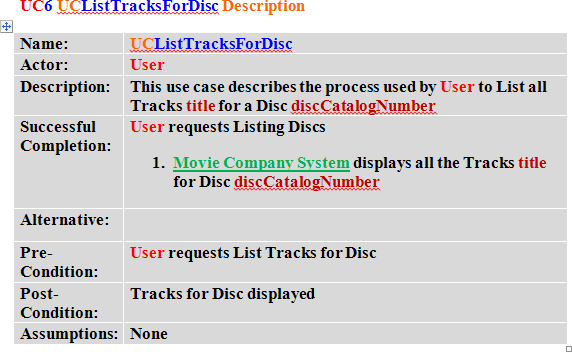 UC6 UCListTracksForDisc Description
Name: UCListTracksForDisc
Actor: User
Description: This use case describes the process used by User to List all
Tracks title for a Disc discCatalogNumber
Successful
Completion:
User requests Listing Discs
1. Movie Company System displays all the Tracks title
for Disc discCatalogNumber
Alternative:
Pre-
Condition:
User requests List Tracks for Disc
Post-
Condition:
Tracks for Disc displayed
Assumptions: None